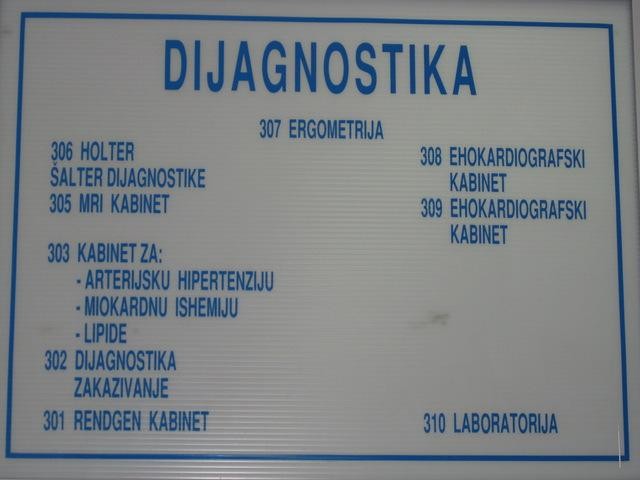 DIJAGNOSTIKA
307 ERGOMETRIJA
306 HOLTER
ŠALTER DIJAGNOSTIKE
305 MRI KABINET
308 EHOKARDIOGRAFSKI
KABINET
309 EHOKARDIOGRAFSKI
KABINET
303 KABINET ZA:
- ARTERIJSKU HIPERTENZIJU
- MIOKARDNU ISHEMIJU
- LIPIDE
302 DIJAGNOSTIKA
ZAKAZIVANJE
301 RENDGEN KABINET
310 LABORATORIJA